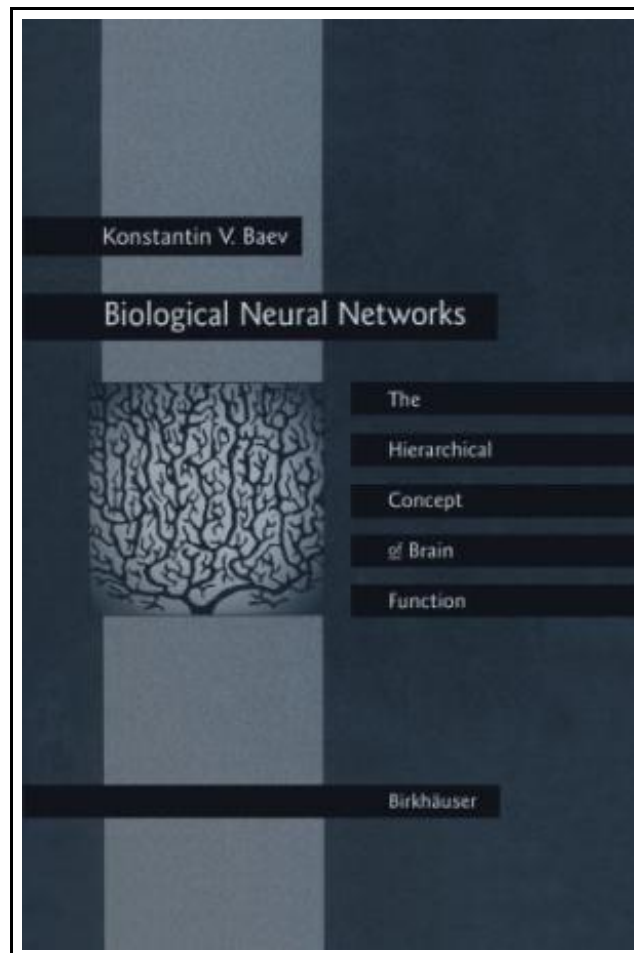 Konstantin V. Baev
Biological Neural Networks
The
Hierarchical
Concept
of Brain
Function
Birkhäuser